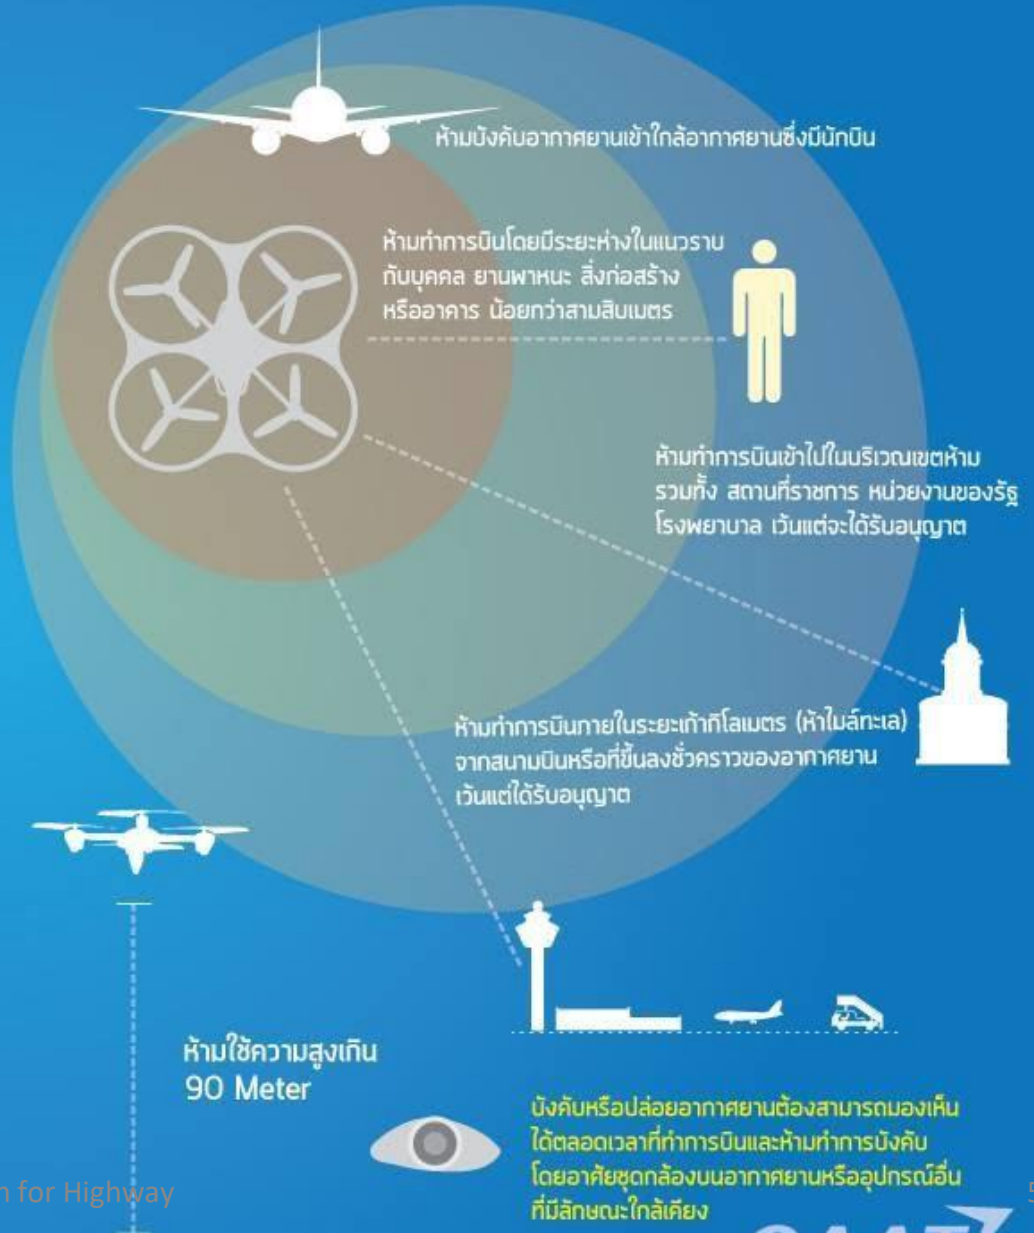 ห้ามบังคับอากาศยานเข้าใกล้อากาศยานซึ่งมีนักบิน
ห้ามทำการบินโดยมีระยะห่างในแนวราบ
กับบุคคล ยานพาหนะ สิ่งก่อสร้าง
หรืออาคาร น้อยกว่าสามสิบเมตร
ห้ามทำการบินเข้าไปในบริเวณเขตห้าม
รวมทั้ง สถานที่ราชการ หน่วยงานของรัฐ
โรงพยาบาล เว้นแต่จะได้รับอนุญาต
ห้ามทำการบินภายในระยะเก้ากิโลเมตร (ห้าไมล์ทะเล)
จากสนามบินหรือที่ขึ้นลงชั่วคราวของอากาศยาน
เว้นแต่ได้รับอนุญาต
ห้ามใช้ความสูงเกิน
90 Meter
บังคับหรือปล่อยอากาศยานต้องสามารถมองเห็น
ได้ตลอดเวลาที่ทำการบินและห้ามทำการบังคับ
โดยอาศัยชุดกล้องบนอากาศยานหรืออุปกรณ์อื่น
ที่มีลักษณะใกล้เคียง
for Highway